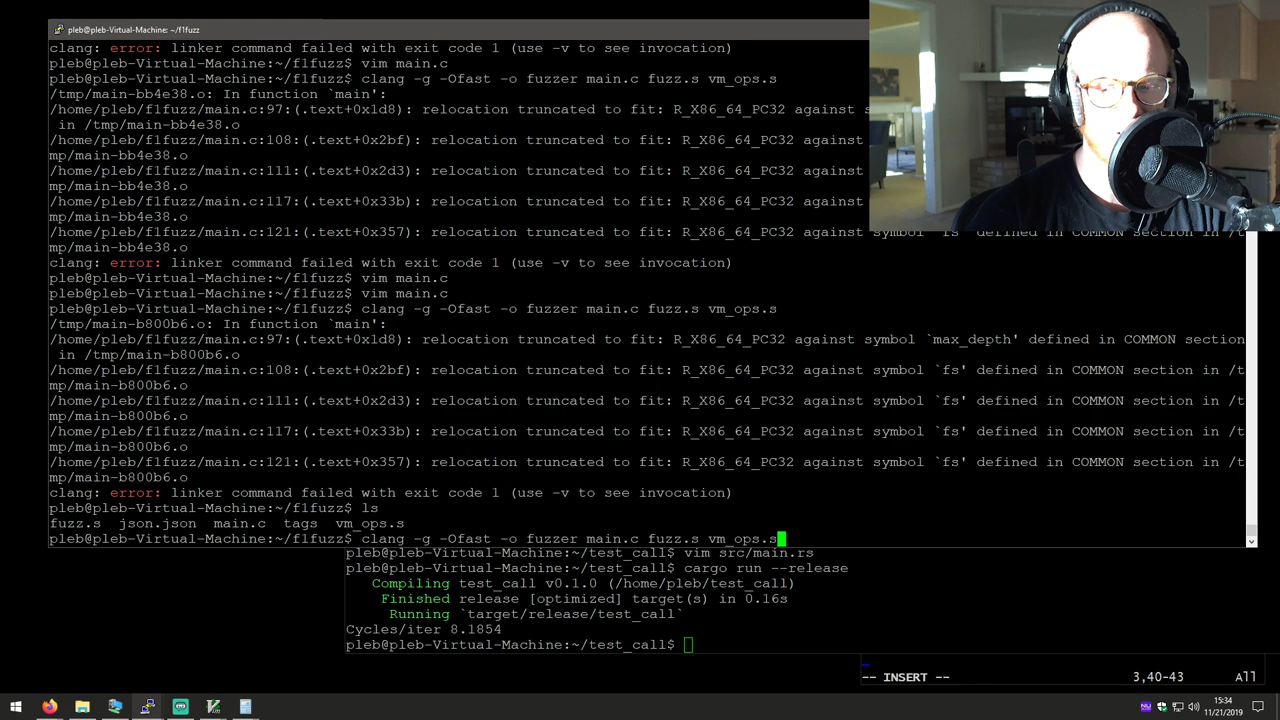 pleb@pleb-Virtual-Machine: ~/f1fuzz
clang: error: linker command failed with exit code 1 (use -v to see invocation)
pleb@pleb-Virtual-Machine:~/f1fuzz$ vim main.c
pleb@pleb-Virtual-Machine:~/f1fuzz$ clang -g -Ofast -o fuzzer main.c fuzz.s vm_ops.s
/tmp/main-bb4e38.o: In function `main':
/home/pleb/f1fuzz/main.c:97:(.text+0x1d8): relocation truncated to fit: R_X86_64_PC32 against s
 in /tmp/main-bb4e38.o
/home/pleb/f1fuzz/main.c:108:(.text+0x2bf): relocation truncated to fit: R_X86_64_PC32 against
mp/main-bb4e38.o
/home/pleb/f1fuzz/main.c:111:(.text+0x2d3): relocation truncated to fit: R_X86_64_PC32 against
mp/main-bb4e38.o
/home/pleb/f1fuzz/main.c:117:(.text+0x33b): relocation truncated to fit: R_X86_64_PC32 against
mp/main-bb4e38.o
/home/pleb/f1fuzz/main.c:121:(.text+0x357): relocation truncated to fit: R_X86_64_PC32 against symbol `fs' defined in COMMON section in /t
mp/main-bb4e38.o
clang: error: linker command failed with exit code 1 (use -v to see invocation)
pleb@pleb-Virtual-Machine:~/f1fuzz$ vim main.c
pleb@pleb-Virtual-Machine:~/f1fuzz$ vim main.c
pleb@pleb-Virtual-Machine:~/f1fuzz$ clang -g -Ofast -o fuzzer main.c fuzz.s vm_ops.s
/tmp/main-b800b6.o: In function `main':
/home/pleb/f1fuzz/main.c:97:(.text+0x1d8): relocation truncated to fit: R_X86_64_PC32 against symbol `max_depth' defined in COMMON section
 in /tmp/main-b800b6.o
/home/pleb/f1fuzz/main.c:108:(.text+0x2bf): relocation truncated to fit: R_X86_64_PC32 against symbol `fs' defined in COMMON section in /t
mp/main-b800b6.o
/home/pleb/f1fuzz/main.c:111:(.text+0x2d3): relocation truncated to fit: R_X86_64_PC32 against symbol `fs' defined in COMMON section in /t
mp/main-b800b6.o
/home/pleb/f1fuzz/main.c:117:(.text+0x33b): relocation truncated to fit: R_X86_64_PC32 against symbol `fs' defined in COMMON section in /t
mp/main-b800b6.o
/home/pleb/f1fuzz/main.c:121:(.text+0x357): relocation truncated to fit: R_X86_64_PC32 against symbol `fs' defined in COMMON section in /t
mp/main-b800b6.o
clang: error: linker command failed with exit code 1 (use -v to see invocation)
pleb@pleb-Virtual-Machine:~/f1fuzz$ ls
fuzz.s  json.json  main.c  tags  vm_ops.s
pleb@pleb-Virtual-Machine:~/f1fuzz$ clang -g -Ofast -o fuzzer main.c fuzz.s vm_ops.s
pleb@pleb-Virtual-Machine:~/test_call$ vim src/main.rs
pleb@pleb-Virtual-Machine:~/test_call$ cargo run --release
   Compiling test_call v0.1.0 (/home/pleb/test_call)
    Finished release [optimized] target(s) in 0.16s
     Running `target/release/test_call`
Cycles/iter 8.1854
pleb@pleb-Virtual-Machine:~/test_call$
-- INSERT -- 3,40-43 All
15:34
11/21/2019